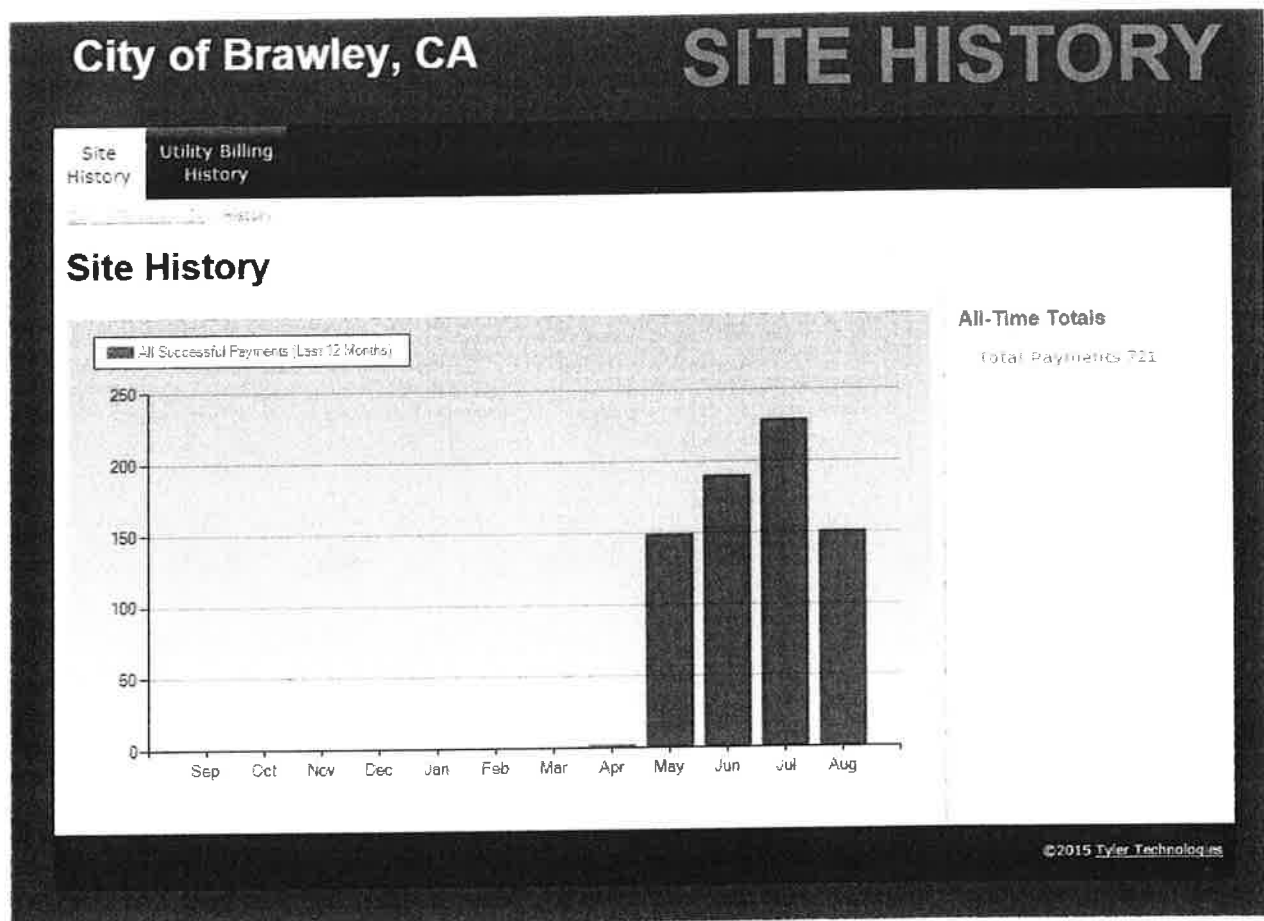 City of Brawley, CA
SITE HISTORY
Site
History
Utility Billing
History
History
Site History
All Successful Payments (Last 12 Months)
250
200
150
100
50
0
Sep Oct Nov Dec Jan Feb Mar Apr May Jun Jul Aug
All-Time Totals
Total Payments 721
©2015 Tyler Technologies